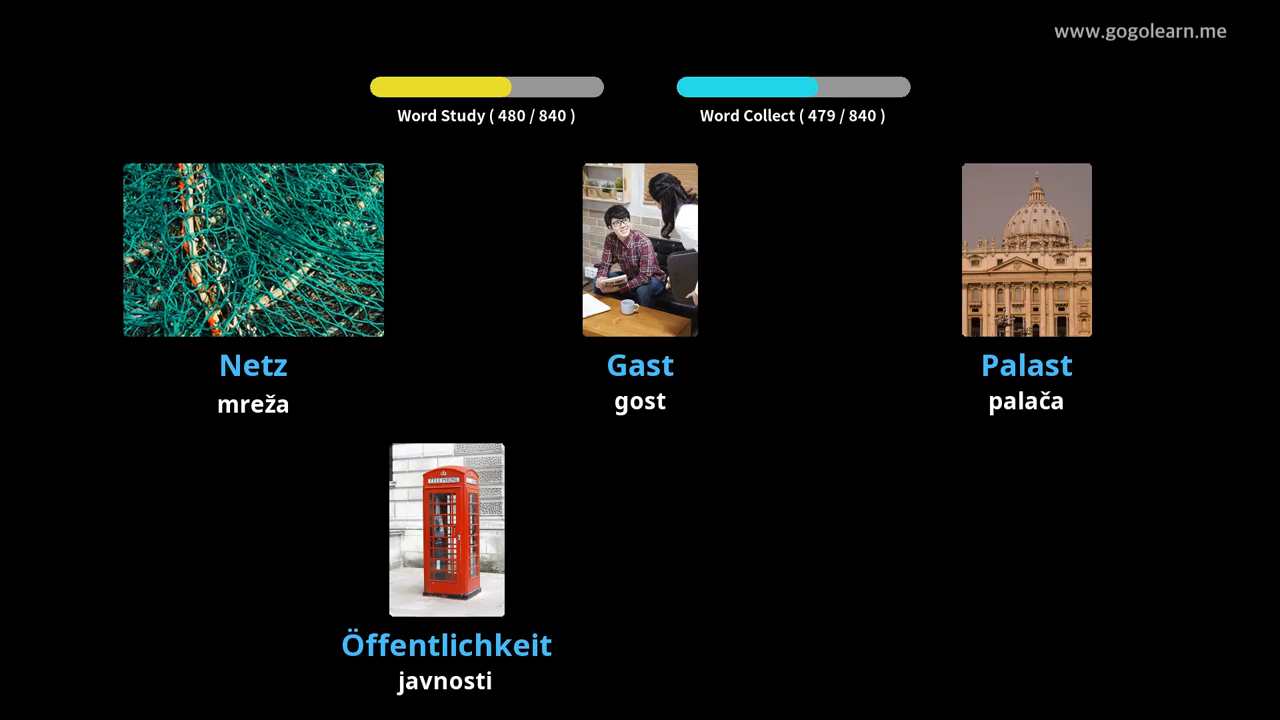 www.gogolearn.me
Word Study ( 480 / 840 )
Word Collect ( 479 / 840 )
Netz
mreža
Gast
gost
Palast
palača
TELEPHONE
Öffentlichkeit
javnosti